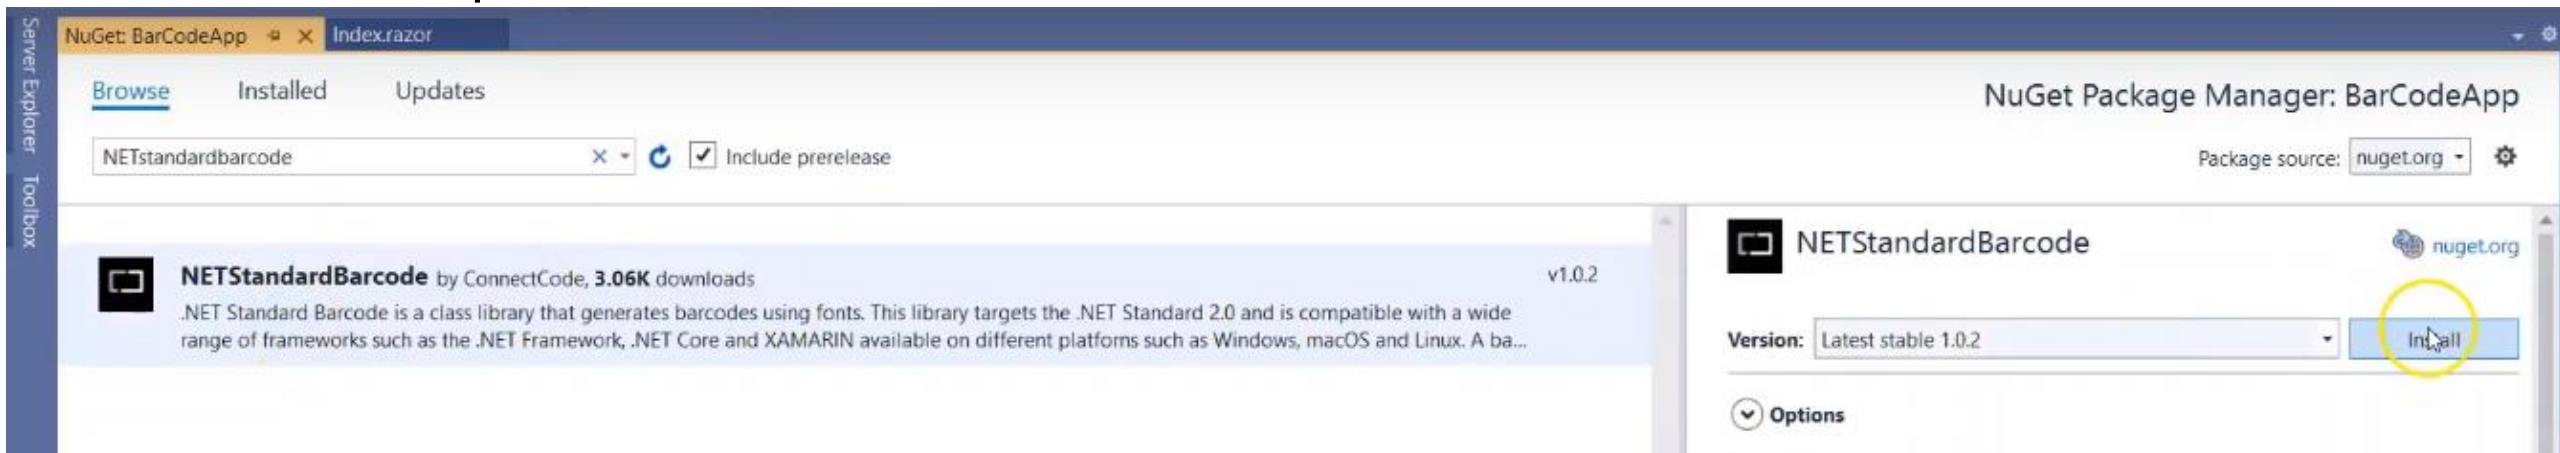 Server Explorer
Toolbox
NuGet: BarCodeApp
Index.razor
Browse
Installed
Updates
NuGet Package Manager: BarCodeApp
NETstandardbarcode
Include prerelease
Package source: nuget.org
NETStandardBarcode by ConnectCode, 3.06K downloads
v1.0.2
.NET Standard Barcode is a class library that generates barcodes using fonts. This library targets the .NET Standard 2.0 and is compatible with a wide
range of frameworks such as the .NET Framework, .NET Core and XAMARIN available on different platforms such as Windows, macOS and Linux. A ba...
NETStandardBarcode
nuget.org
Version: Latest stable 1.0.2
Install
Options